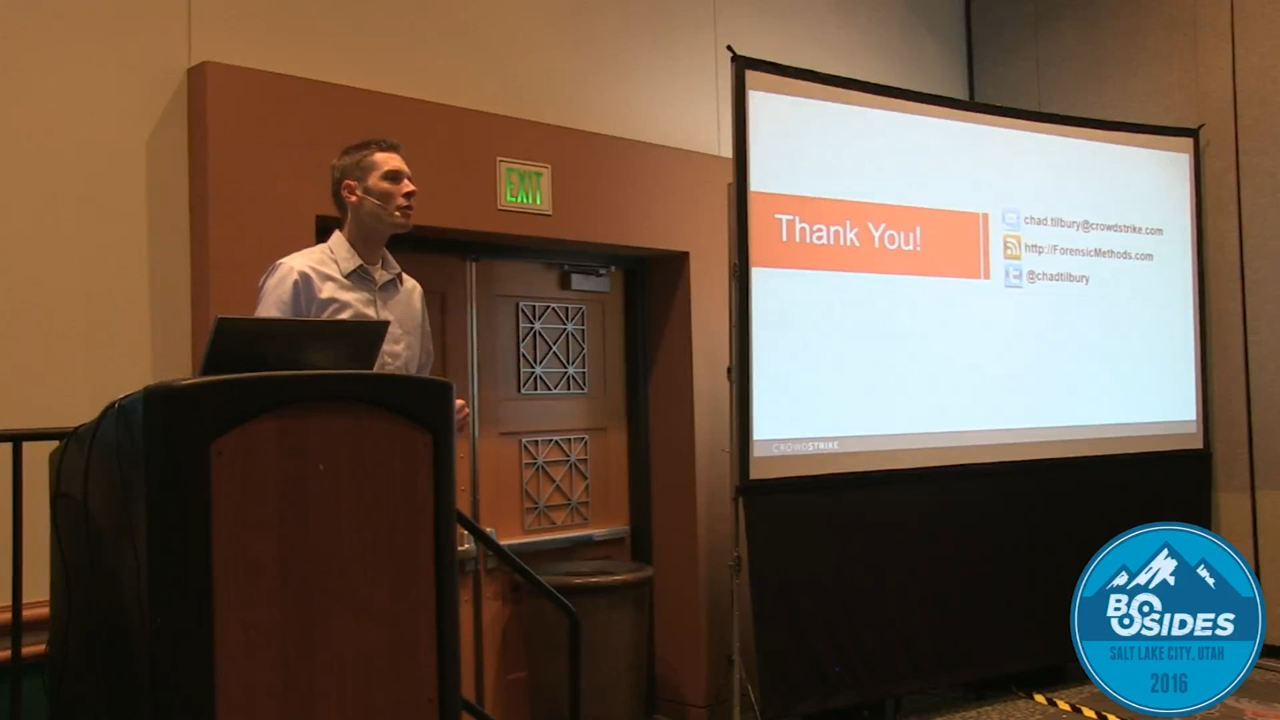 EXIT
Thank You!
chad.tilbury@crowdstrike.com
http://ForensicMethods.com
@chadtilbury
CROWDSTRIKE
BSIDES
SALT LAKE CITY, UTAH
2016